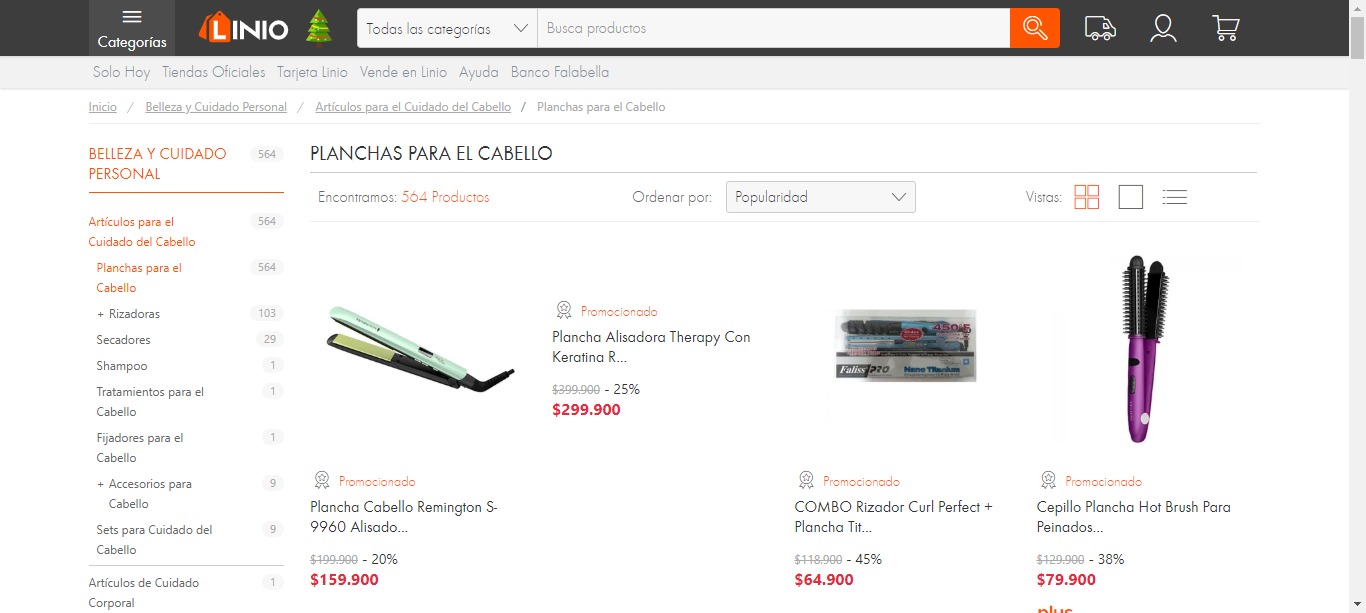 Categorías
LINIO
Todas las categorías
Busca productos
Solo Hoy Tiendas Oficiales Tarjeta Linio Vende en Linio Ayuda Banco Falabella
Inicio / Belleza y Cuidado Personal / Artículos para el Cuidado del Cabello / Planchas para el Cabello
BELLEZA Y CUIDADO 564
PERSONAL
Artículos para el 564
Cuidado del Cabello
Planchas para el 564
Cabello
+ Rizadoras 103
Secadores 29
Shampoo 1
Tratamientos para el 1
Cabello
Fijadores para el 1
Cabello
+ Accesorios para 9
Cabello
Sets para Cuidado del 9
Cabello
Artículos de Cuidado 1
Corporal
PLANCHAS PARA EL CABELLO
Encontramos: 564 Productos
Ordenar por: Popularidad
Vistas:
Promocionado
Plancha Cabello Remington S-
9960 Alisado...
$199.900 - 20%
$159.900
Promocionado
Plancha Alisadora Therapy Con
Keratina R...
$399.900 - 25%
$299.900
450°F
Faliss PRO
Nano Titanium
Promocionado
COMBO Rizador Curl Perfect +
Plancha Tit...
$118.900 - 45%
$64.900
Promocionado
Cepillo Plancha Hot Brush Para
Peinados...
$129.900 - 38%
$79.900
plus